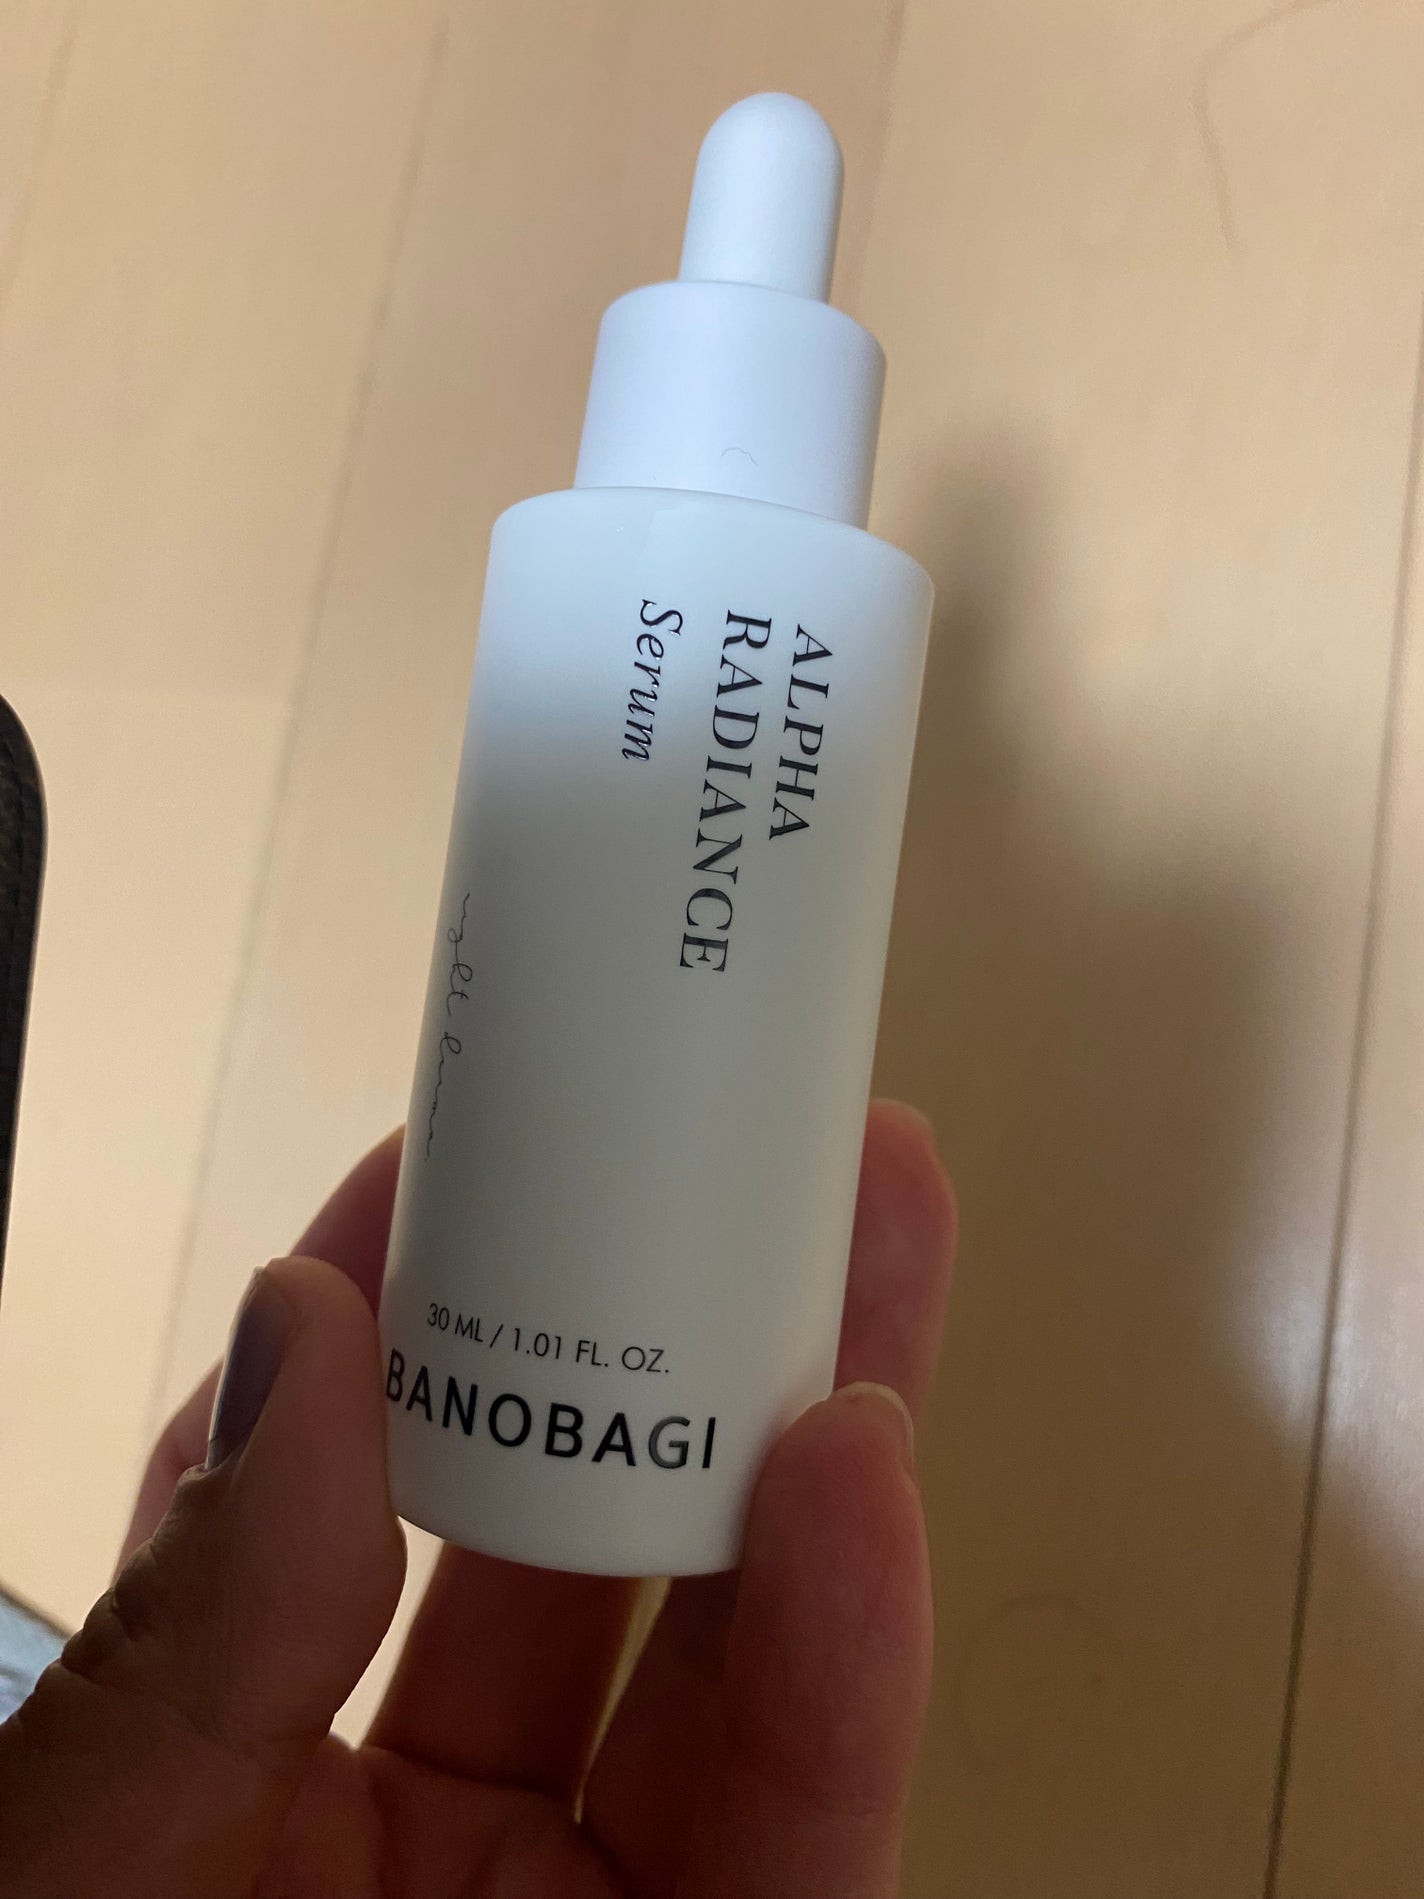 ALPHA
RADIANCE
Serum
30 ML / 1.01 FL. OZ.
BANOBAGI